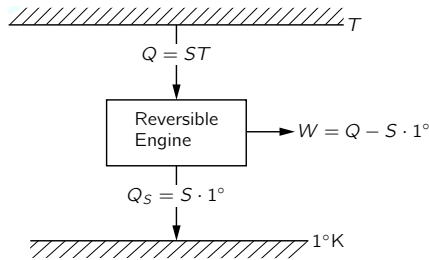 T
Q = ST
Reversible
Engine
W = Q − S · 1°
Q_S = S · 1°
1°K